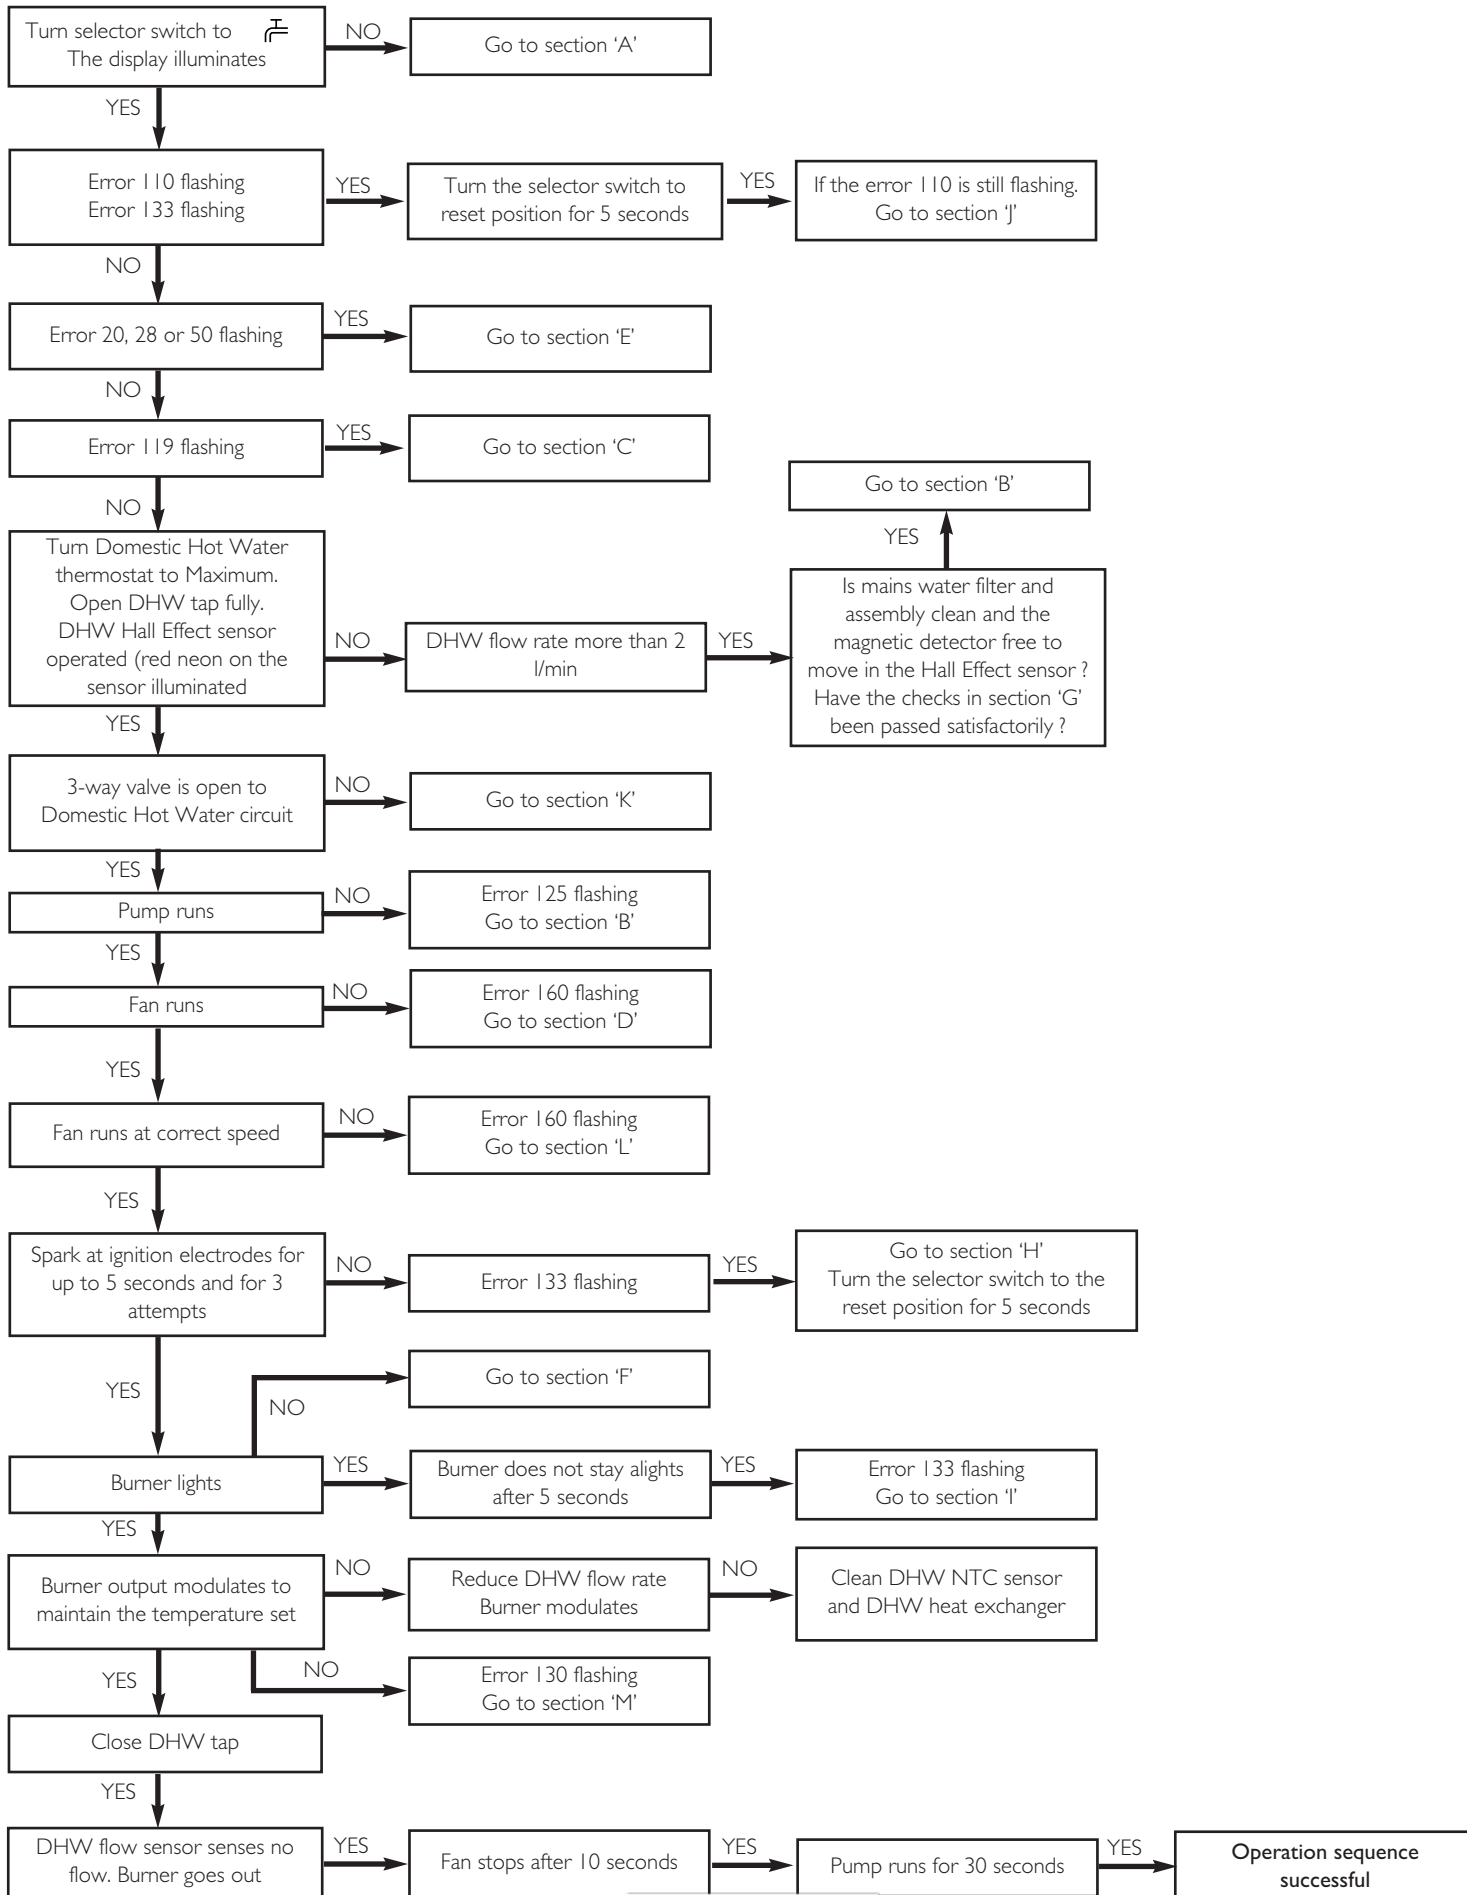 Turn selector switch to
The display illuminates
NO
Go to section ‘A’
YES
Error 110 flashing
Error 133 flashing
YES
Turn the selector switch to
reset position for 5 seconds
YES
If the error 110 is still flashing.
Go to section ‘J’
NO
Error 20, 28 or 50 flashing
YES
Go to section ‘E’
NO
Error 119 flashing
YES
Go to section ‘C’
NO
Turn Domestic Hot Water
thermostat to Maximum.
Open DHW tap fully.
DHW Hall Effect sensor
operated (red neon on the
sensor illuminated
NO
DHW flow rate more than 2
l/min
YES
Is mains water filter and
assembly clean and the
magnetic detector free to
move in the Hall Effect sensor ?
Have the checks in section ‘G’
been passed satisfactorily ?
YES
Go to section ‘B’
YES
3-way valve is open to
Domestic Hot Water circuit
NO
Go to section ‘K’
YES
Pump runs
NO
Error 125 flashing
Go to section ‘B’
YES
Fan runs
NO
Error 160 flashing
Go to section ‘D’
YES
Fan runs at correct speed
NO
Error 160 flashing
Go to section ‘L’
YES
Spark at ignition electrodes for
up to 5 seconds and for 3
attempts
NO
Error 133 flashing
YES
Go to section ‘H’
Turn the selector switch to the
reset position for 5 seconds
YES
NO
Go to section ‘F’
Burner lights
YES
Burner does not stay alights
after 5 seconds
YES
Error 133 flashing
Go to section ‘I’
YES
Burner output modulates to
maintain the temperature set
NO
Reduce DHW flow rate
Burner modulates
NO
Clean DHW NTC sensor
and DHW heat exchanger
NO
Error 130 flashing
Go to section ‘M’
YES
Close DHW tap
YES
DHW flow sensor senses no
flow. Burner goes out
YES
Fan stops after 10 seconds
YES
Pump runs for 30 seconds
YES
Operation sequence
successful